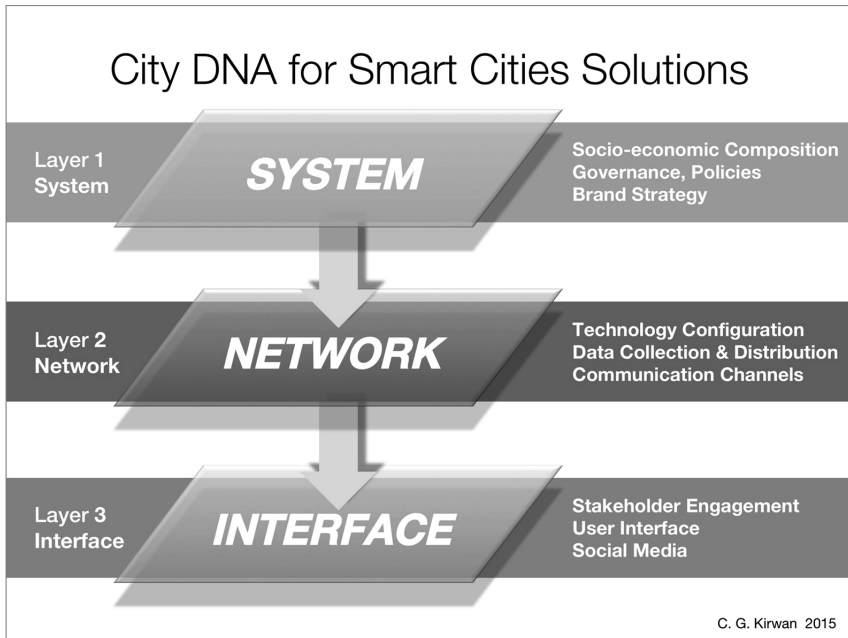 City DNA for Smart Cities Solutions
Layer 1
System
SYSTEM
Socio-economic Composition
Governance, Policies
Brand Strategy
Layer 2
Network
NETWORK
Technology Configuration
Data Collection & Distribution
Communication Channels
Layer 3
Interface
INTERFACE
Stakeholder Engagement
User Interface
Social Media
C. G. Kirwan 2015